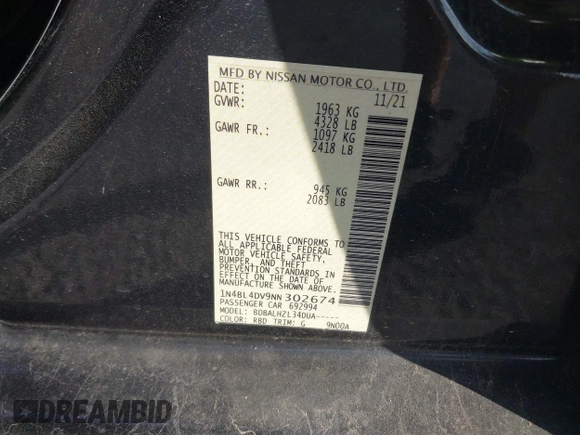 MFD BY NISSAN MOTOR CO., LTD.
DATE: 11/21
GVWR: 1963 KG
4328 LB
GAWR FR.: 1097 KG
2418 LB
GAWR RR.: 945 KG
2083 LB
THIS VEHICLE CONFORMS TO
ALL APPLICABLE FEDERAL
MOTOR VEHICLE SAFETY,
BUMPER, AND THEFT
PREVENTION STANDARDS IN
EFFECT ON THE DATE OF
MANUFACTURE SHOWN ABOVE.
1N4BL4DV9NN302674
PASSENGER CAR 692994
MODEL: BDBALHZL34DUA-----
COLOR: RBD TRIM: G 9N00A
DREAMBID